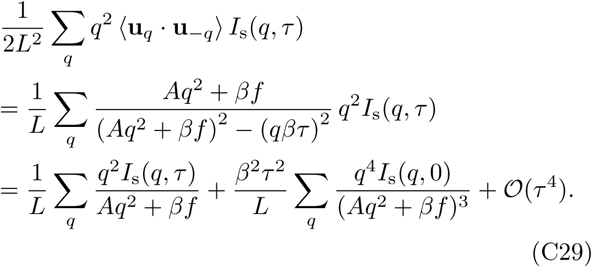 \frac{1}{2L^2} \sum_q q^2 \langle \mathbf{u}_q \cdot \mathbf{u}_{-q} \rangle I_s(q, \tau)
= \frac{1}{L} \sum_q \frac{Aq^2 + \beta f}{(Aq^2 + \beta f)^2 - (q\beta\tau)^2} q^2 I_s(q, \tau)
= \frac{1}{L} \sum_q \frac{q^2 I_s(q, \tau)}{Aq^2 + \beta f} + \frac{\beta^2 \tau^2}{L} \sum_q \frac{q^4 I_s(q, 0)}{(Aq^2 + \beta f)^3} + \mathcal{O}(\tau^4).
(C29)